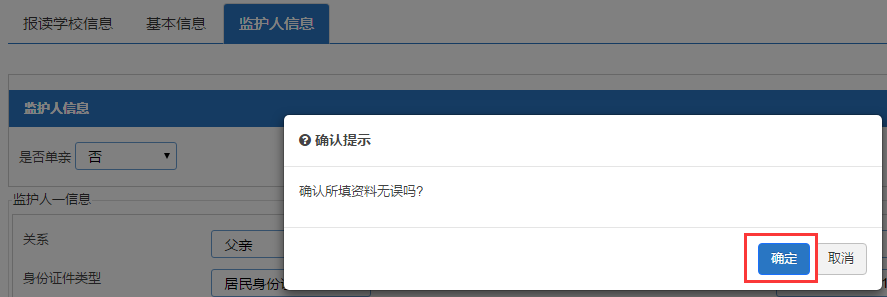 报读学校信息 基本信息 监护人信息
监护人信息
是否单亲 否
确认提示
确认所填资料无误吗?
监护人一信息
关系 父亲
身份证件类型 居民身份
确定 取消